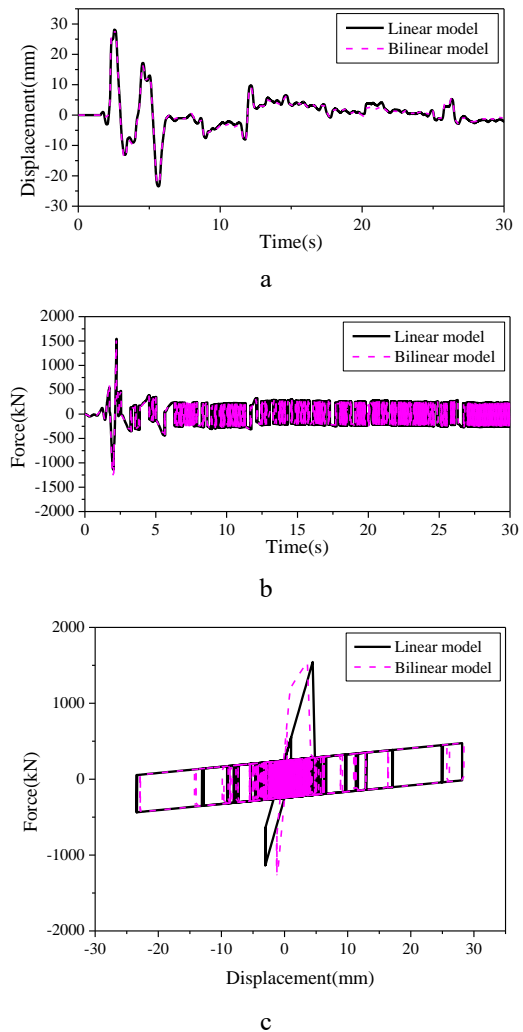 30
20
10
0
-10
-20
-30
Displacement(mm)
Linear model
Bilinear model
0 5 10 15 20 25 30
Time(s)
a
2000
1500
1000
500
0
-500
-1000
-1500
-2000
Force(kN)
Linear model
Bilinear model
0 5 10 15 20 25 30
Time(s)
b
2000
1000
0
-1000
-2000
Force(kN)
Linear model
Bilinear model
-30 -20 -10 0 10 20 30
Displacement(mm)
c